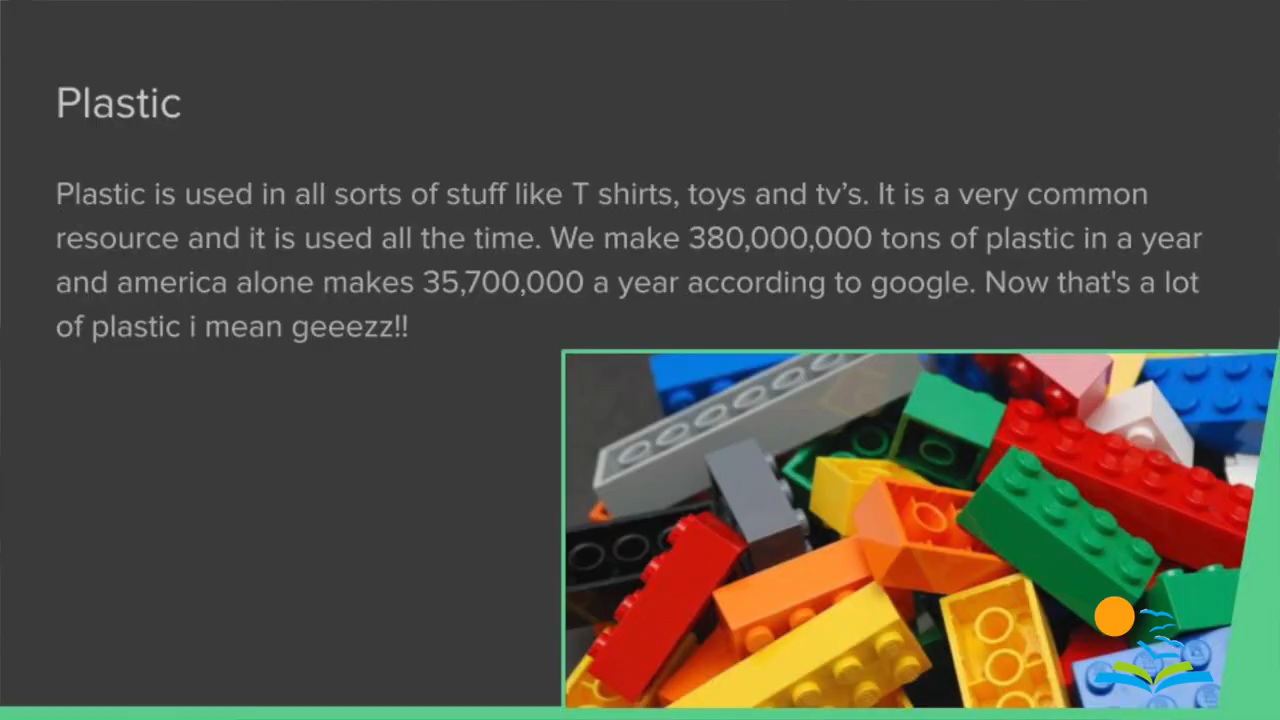 Plastic
Plastic is used in all sorts of stuff like T shirts, toys and tv’s. It is a very common
resource and it is used all the time. We make 380,000,000 tons of plastic in a year
and america alone makes 35,700,000 a year according to google. Now that's a lot
of plastic i mean geeezz!!